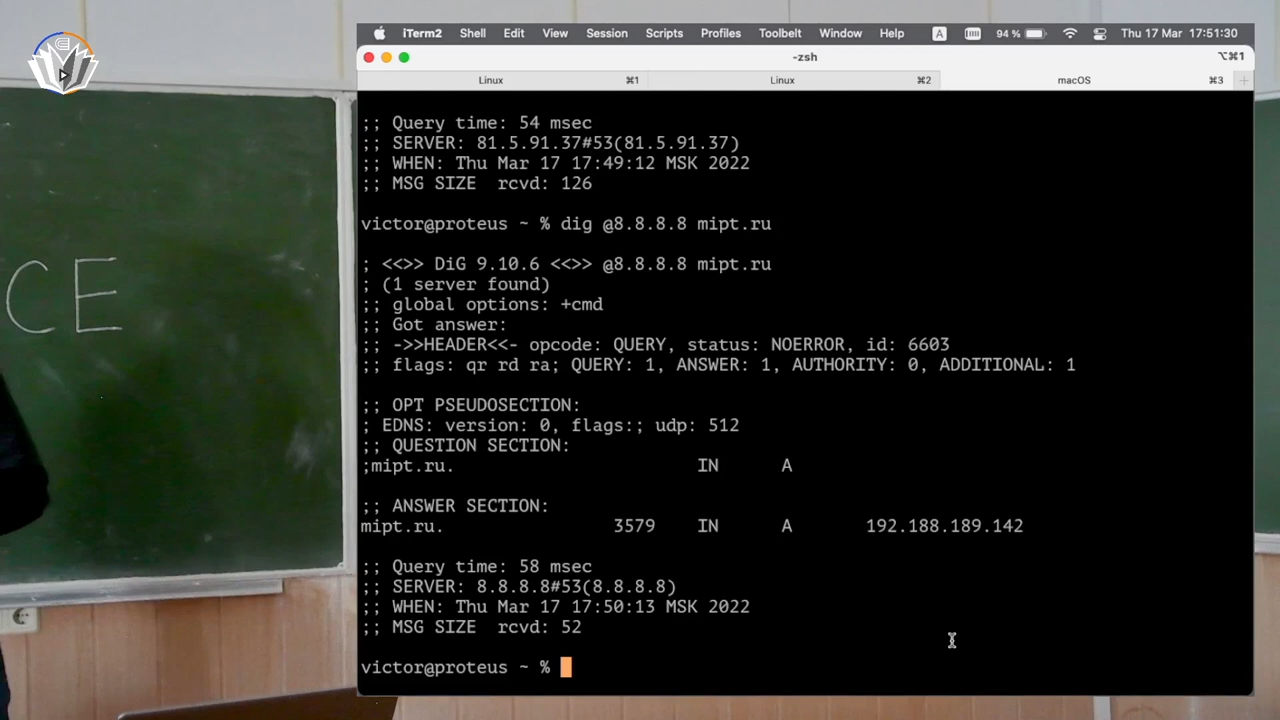 CE
iTerm2 Shell Edit View Session Scripts Profiles Toolbelt Window Help A 94 % Thu 17 Mar 17:51:30
-zsh ⌥⌘1
Linux ⌘1 Linux ⌘2 macOS ⌘3 +
;; Query time: 54 msec
;; SERVER: 81.5.91.37#53(81.5.91.37)
;; WHEN: Thu Mar 17 17:49:12 MSK 2022
;; MSG SIZE  rcvd: 126
victor@proteus ~ % dig @8.8.8.8 mipt.ru
; <<>> DiG 9.10.6 <<>> @8.8.8.8 mipt.ru
; (1 server found)
;; global options: +cmd
;; Got answer:
;; ->>HEADER<<- opcode: QUERY, status: NOERROR, id: 6603
;; flags: qr rd ra; QUERY: 1, ANSWER: 1, AUTHORITY: 0, ADDITIONAL: 1
;; OPT PSEUDOSECTION:
; EDNS: version: 0, flags:; udp: 512
;; QUESTION SECTION:
;mipt.ru. IN A
;; ANSWER SECTION:
mipt.ru. 3579 IN A 192.188.189.142
;; Query time: 58 msec
;; SERVER: 8.8.8.8#53(8.8.8.8)
;; WHEN: Thu Mar 17 17:50:13 MSK 2022
;; MSG SIZE  rcvd: 52
victor@proteus ~ %